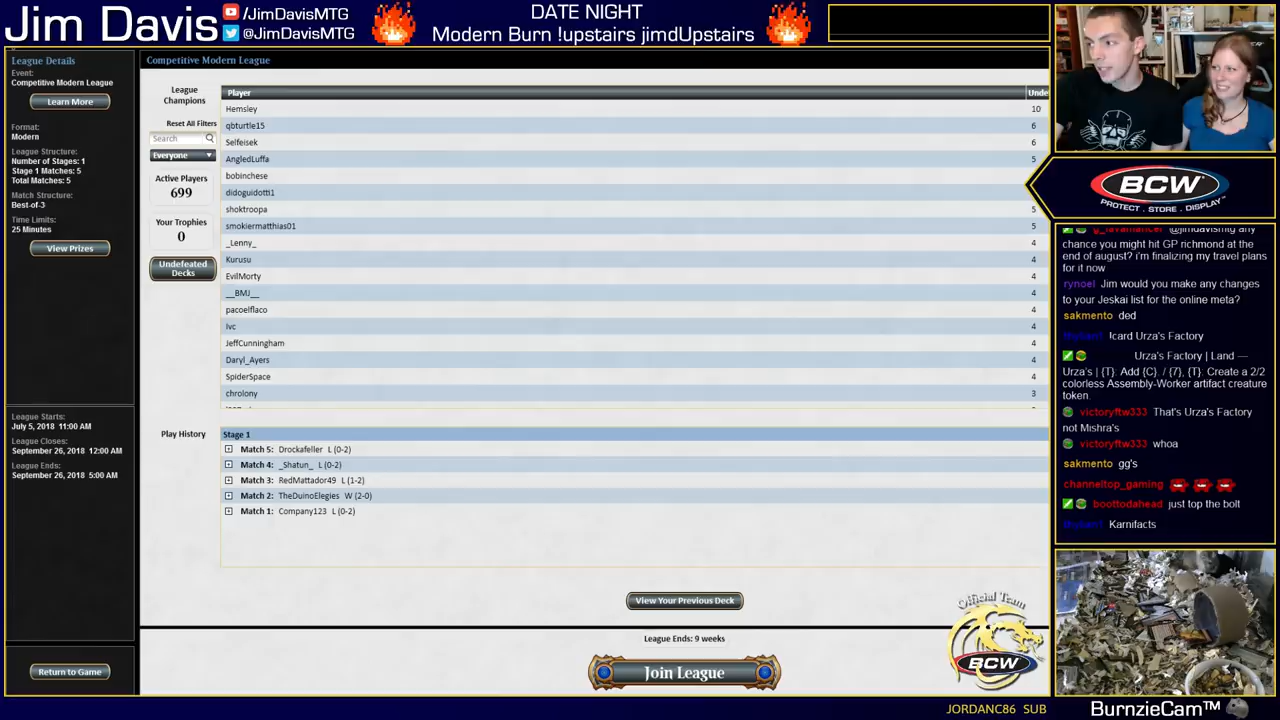 Jim Davis
/JimDavisMTG
@JimDavisMTG
DATE NIGHT
Modern Burn !upstairs jimdUpstairs
League Details
Event:
Competitive Modern League
Learn More
Format:
Modern
League Structure:
Number of Stages: 1
Stage 1 Matches: 5
Total Matches: 5
Match Structure:
Best-of-3
Time Limits:
25 Minutes
View Prizes
League Starts:
July 5, 2018 11:00 AM
League Closes:
September 26, 2018 12:00 AM
League Ends:
September 26, 2018 5:00 AM
Return to Game
Competitive Modern League
League
Champions
Reset All Filters
Search
Everyone
Active Players
699
Your Trophies
0
Undefeated
Decks
Player Unde
Hemsley 10
qbturtle15 6
Selfeisek 6
AngledLuffa 5
bobinchese
didoguidotti1
shoktroopa 5
smokiermatthias01 5
_Lenny_ 4
Kurusu 4
EvilMorty 4
__BMJ__ 4
pacoelflaco 4
lvc 4
JeffCunningham 4
Daryl_Ayers 4
SpiderSpace 4
chrolony 3
Play History
Stage 1
Match 5: Drockafeller L (0-2)
Match 4: _Shatun_ L (0-2)
Match 3: RedMattador49 L (1-2)
Match 2: TheDuinoElegies W (2-0)
Match 1: Company123 L (0-2)
View Your Previous Deck
League Ends: 9 weeks
Join League
Official Team
BCW
BCW
PROTECT . STORE . DISPLAY.
g_lavamancer @jimdavismtg any
chance you might hit GP richmond at the
end of august? i'm finalizing my travel plans
for it now
rynoel Jim would you make any changes
to your Jeskai list for the online meta?
sakmento ded
!card Urza's Factory
Urza's Factory | Land —
Urza's | {T}: Add {C}. / {7}, {T}: Create a 2/2
colorless Assembly-Worker artifact creature
token.
victoryftw333 That's Urza's Factory
not Mishra's
victoryftw333 whoa
sakmento gg's
channeltop_gaming
boottodahead just top the bolt
Karnifacts
JORDANC86 SUB
BurnzieCam™